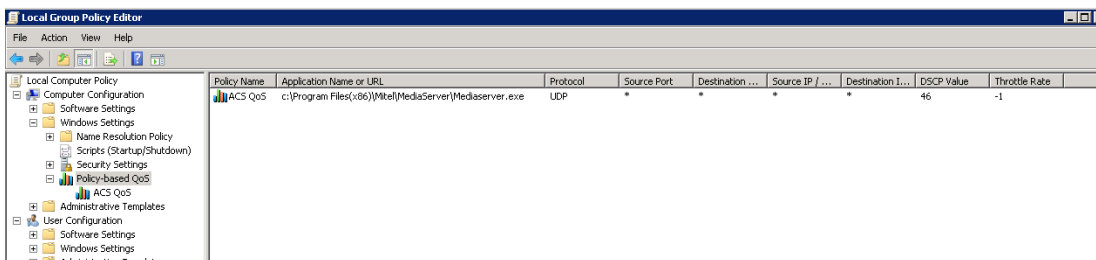 Local Group Policy Editor
File Action View Help
Local Computer Policy
Computer Configuration
Software Settings
Windows Settings
Name Resolution Policy
Scripts (Startup/Shutdown)
Security Settings
Policy-based QoS
ACS QoS
Administrative Templates
User Configuration
Software Settings
Windows Settings
Policy Name Application Name or URL Protocol Source Port Destination ... Source IP / ... Destination I... DSCP Value Throttle Rate
ACS QoS c:\Program Files(x86)\Mitel\MediaServer\Mediaserver.exe UDP * * * * 46 -1